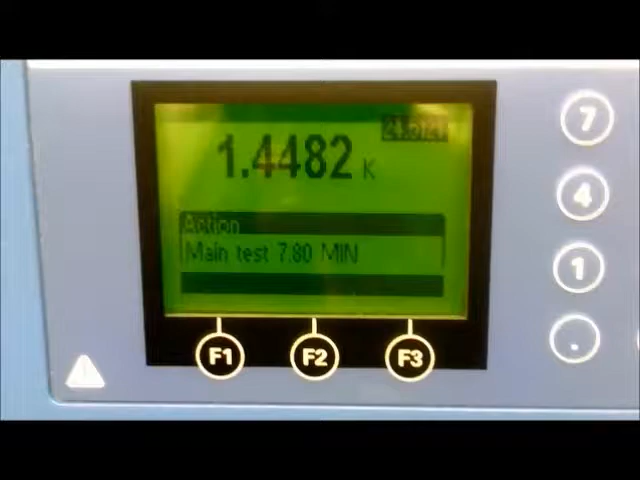 1.4482 K
Action
Main test 7.80 MIN
F1 F2 F3
7
4
1
.